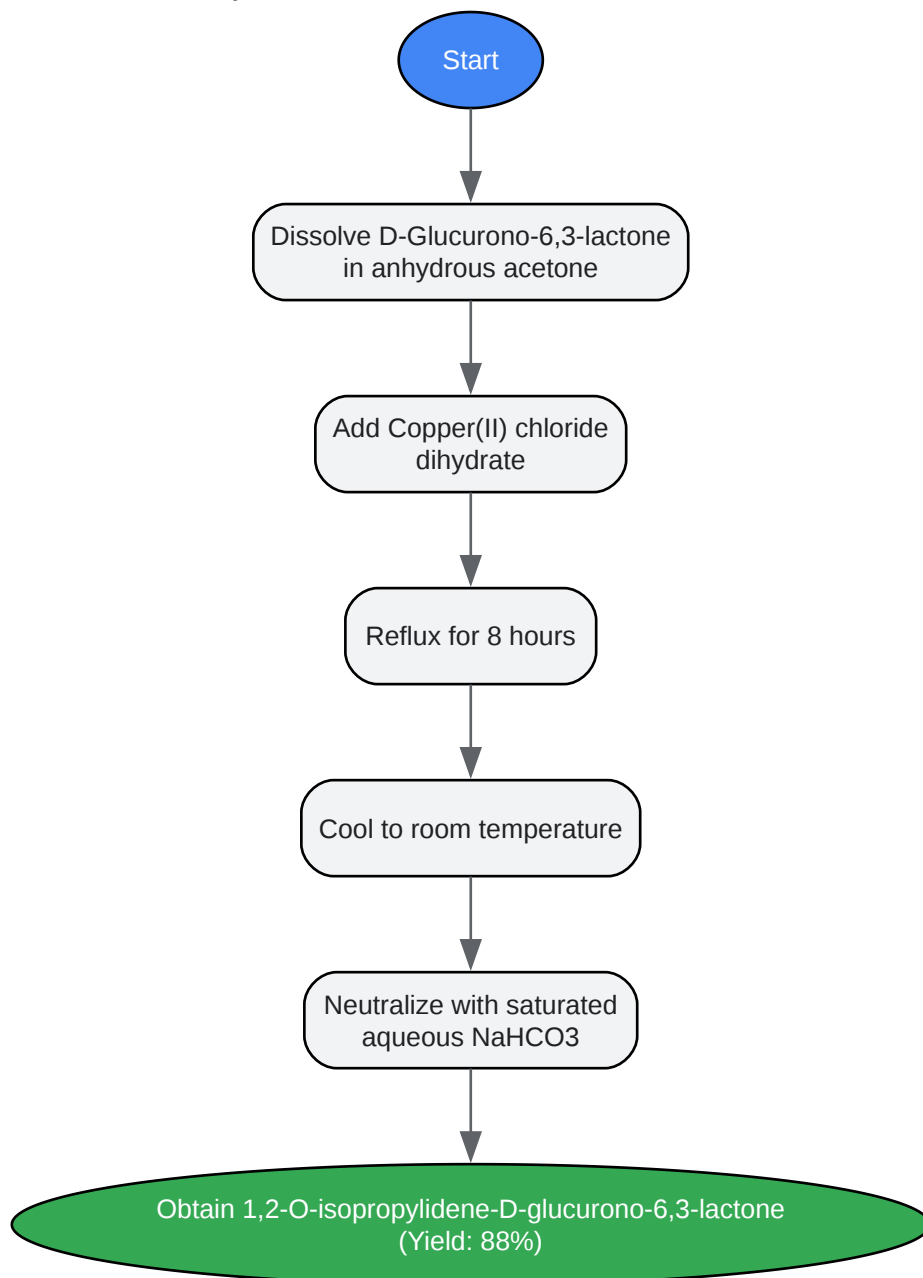 Start
Dissolve D-Glucurono-6,3-lactone
in anhydrous acetone
Add Copper(II) chloride
dihydrate
Reflux for 8 hours
Cool to room temperature
Neutralize with saturated
aqueous NaHCO3
Obtain 1,2-O-isopropylidene-D-glucurono-6,3-lactone
(Yield: 88%)